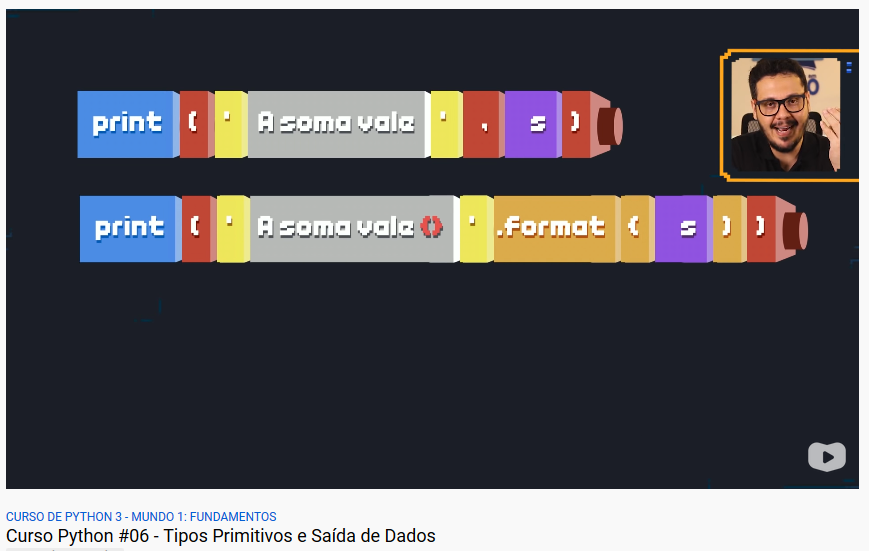 print ( ' A soma vale ' , s )
print ( ' A soma vale {} ' .format ( s ) )
CURSO DE PYTHON 3 - MUNDO 1: FUNDAMENTOS
Curso Python #06 - Tipos Primitivos e Saída de Dados